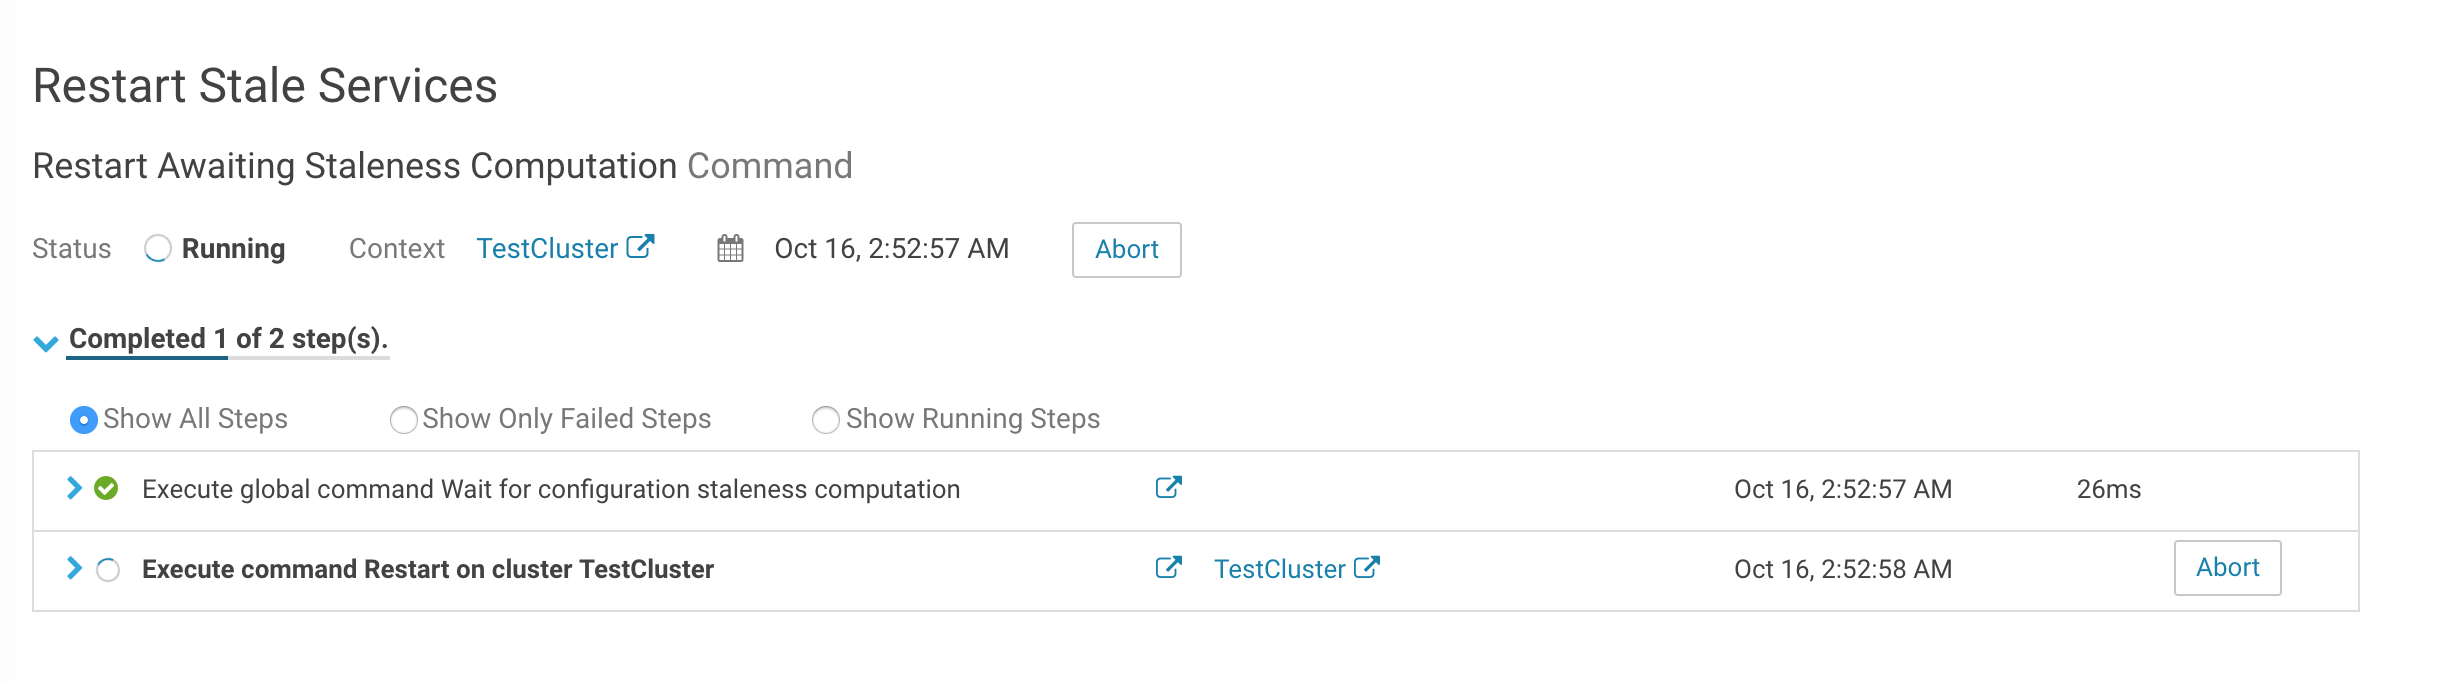 Restart Stale Services
Restart Awaiting Staleness Computation Command
Status Running Context TestCluster Oct 16, 2:52:57 AM Abort
Completed 1 of 2 step(s).
Show All Steps Show Only Failed Steps Show Running Steps
Execute global command Wait for configuration staleness computation Oct 16, 2:52:57 AM 26ms
Execute command Restart on cluster TestCluster TestCluster Oct 16, 2:52:58 AM Abort